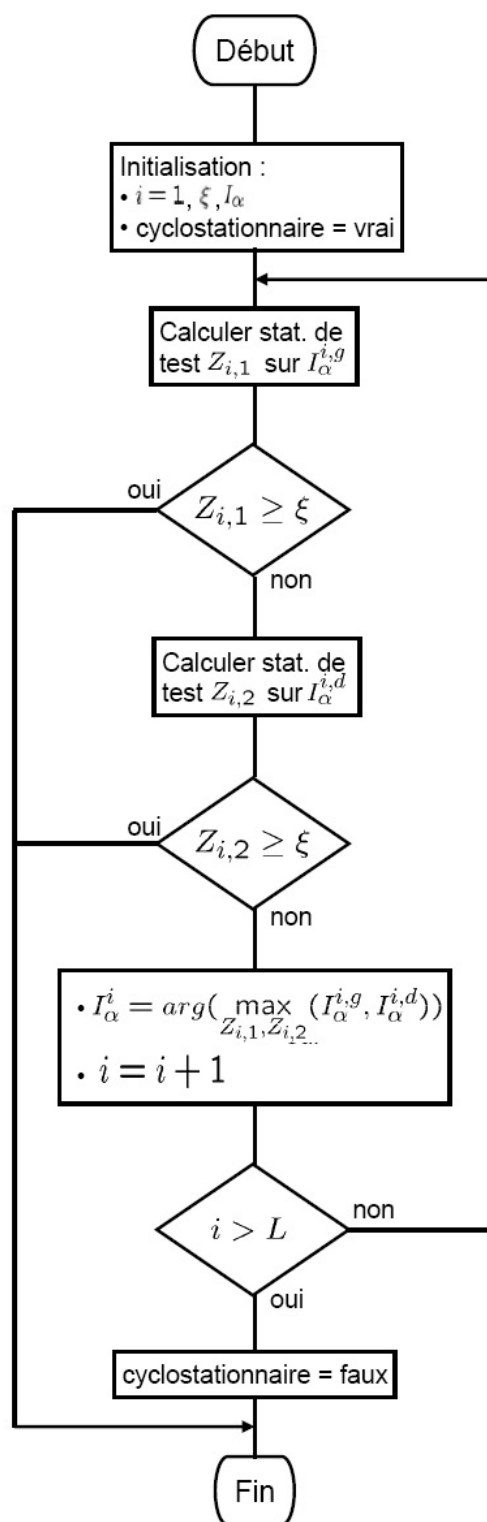 Début
Initialisation :
• i = 1, ξ, I_α
• cyclostationnaire = vrai
Calculer stat. de
test Z_{i,1} sur I_α^{i,g}
oui
Z_{i,1} ≥ ξ
non
Calculer stat. de
test Z_{i,2} sur I_α^{i,d}
oui
Z_{i,2} ≥ ξ
non
• I_α^i = arg(max_{Z_{i,1},Z_{i,2}}(I_α^{i,g}, I_α^{i,d}))
• i = i + 1
non
i > L
oui
cyclostationnaire = faux
Fin